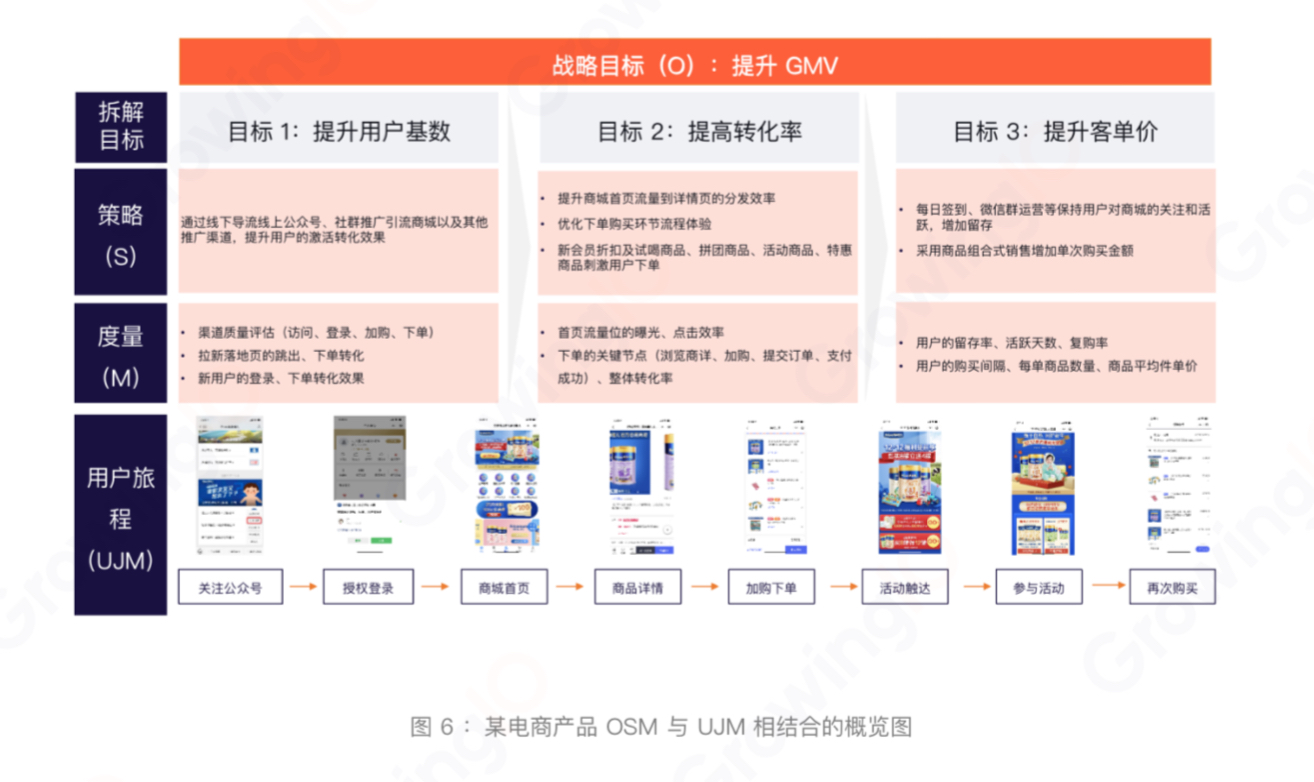 战略目标（O）：提升 GMV
拆解
目标
目标 1：提升用户基数
目标 2：提高转化率
目标 3：提升客单价
策略
（S）
通过线下导流线上公众号、社群推广引流商城以及其他
推广渠道，提升用户的激活转化效果
• 提升商城首页流量到详情页的分发效率
• 优化下单购买环节流程体验
• 新会员折扣及试喝商品、拼团商品、活动商品、特惠
商品刺激用户下单
• 每日签到、微信群运营等保持用户对商城的关注和活
跃，增加留存
• 采用商品组合式销售增加单次购买金额
度量
（M）
• 渠道质量评估（访问、登录、加购、下单）
• 拉新落地页的跳出、下单转化
• 新用户的登录、下单转化效果
• 首页流量位的曝光、点击效率
• 下单的关键节点（浏览商详、加购、提交订单、支付
成功）、整体转化率
• 用户的留存率、活跃天数、复购率
• 用户的购买间隔、每单商品数量、商品平均件单价
用户旅
程
（UJM）
关注公众号
授权登录
商城首页
商品详情
加购下单
活动触达
参与活动
再次购买
图 6 ：某电商产品 OSM 与 UJM 相结合的概览图
GrowingIO